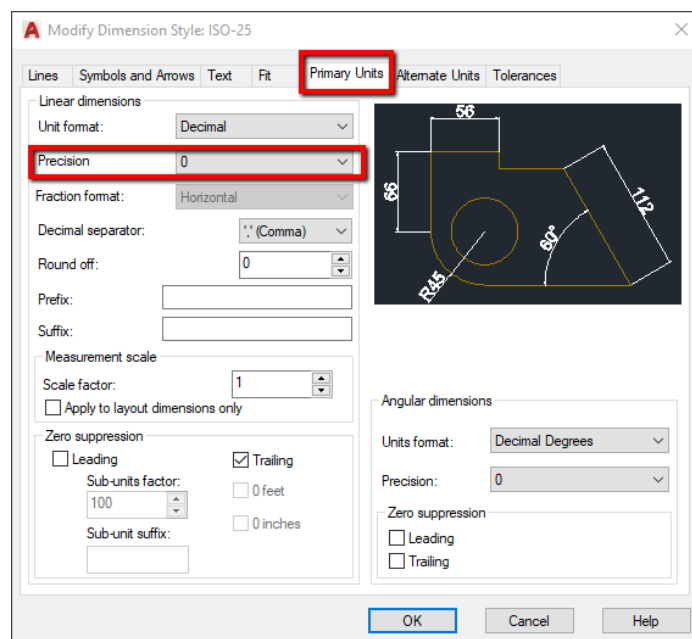 Modify Dimension Style: ISO-25
Lines Symbols and Arrows Text Fit Primary Units Alternate Units Tolerances
Linear dimensions
Unit format: Decimal
Precision 0
Fraction format: Horizontal
Decimal separator: ',' (Comma)
Round off: 0
Prefix:
Suffix:
Measurement scale
Scale factor: 1
Apply to layout dimensions only
Zero suppression
Leading
Trailing
Sub-units factor:
100
0 feet
Sub-unit suffix:
0 inches
56
66
112
60°
R45
Angular dimensions
Units format: Decimal Degrees
Precision: 0
Zero suppression
Leading
Trailing
OK Cancel Help